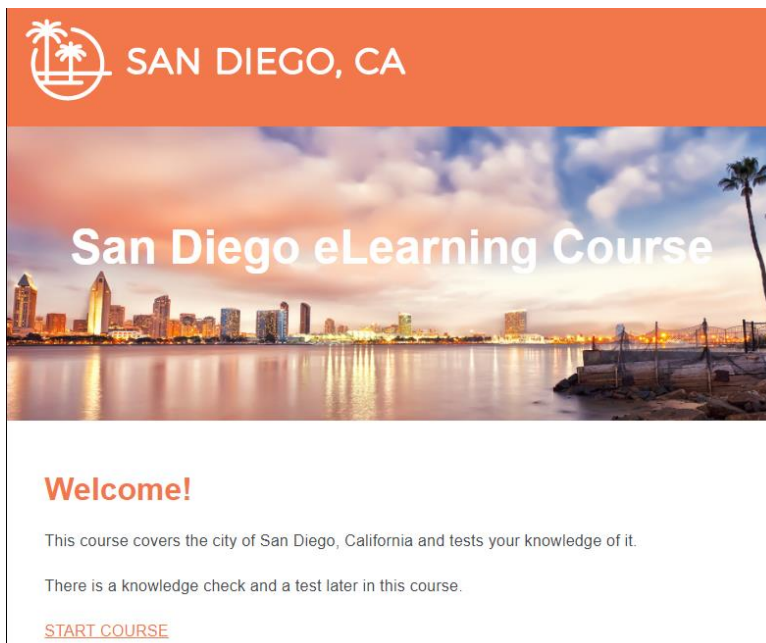 SAN DIEGO, CA
San Diego eLearning Course
Welcome!
This course covers the city of San Diego, California and tests your knowledge of it.
There is a knowledge check and a test later in this course.
START COURSE